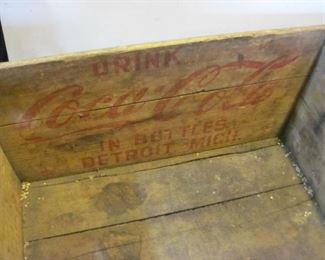 DRINK
Coca-Cola
IN BOTTLES
DETROIT MICH.